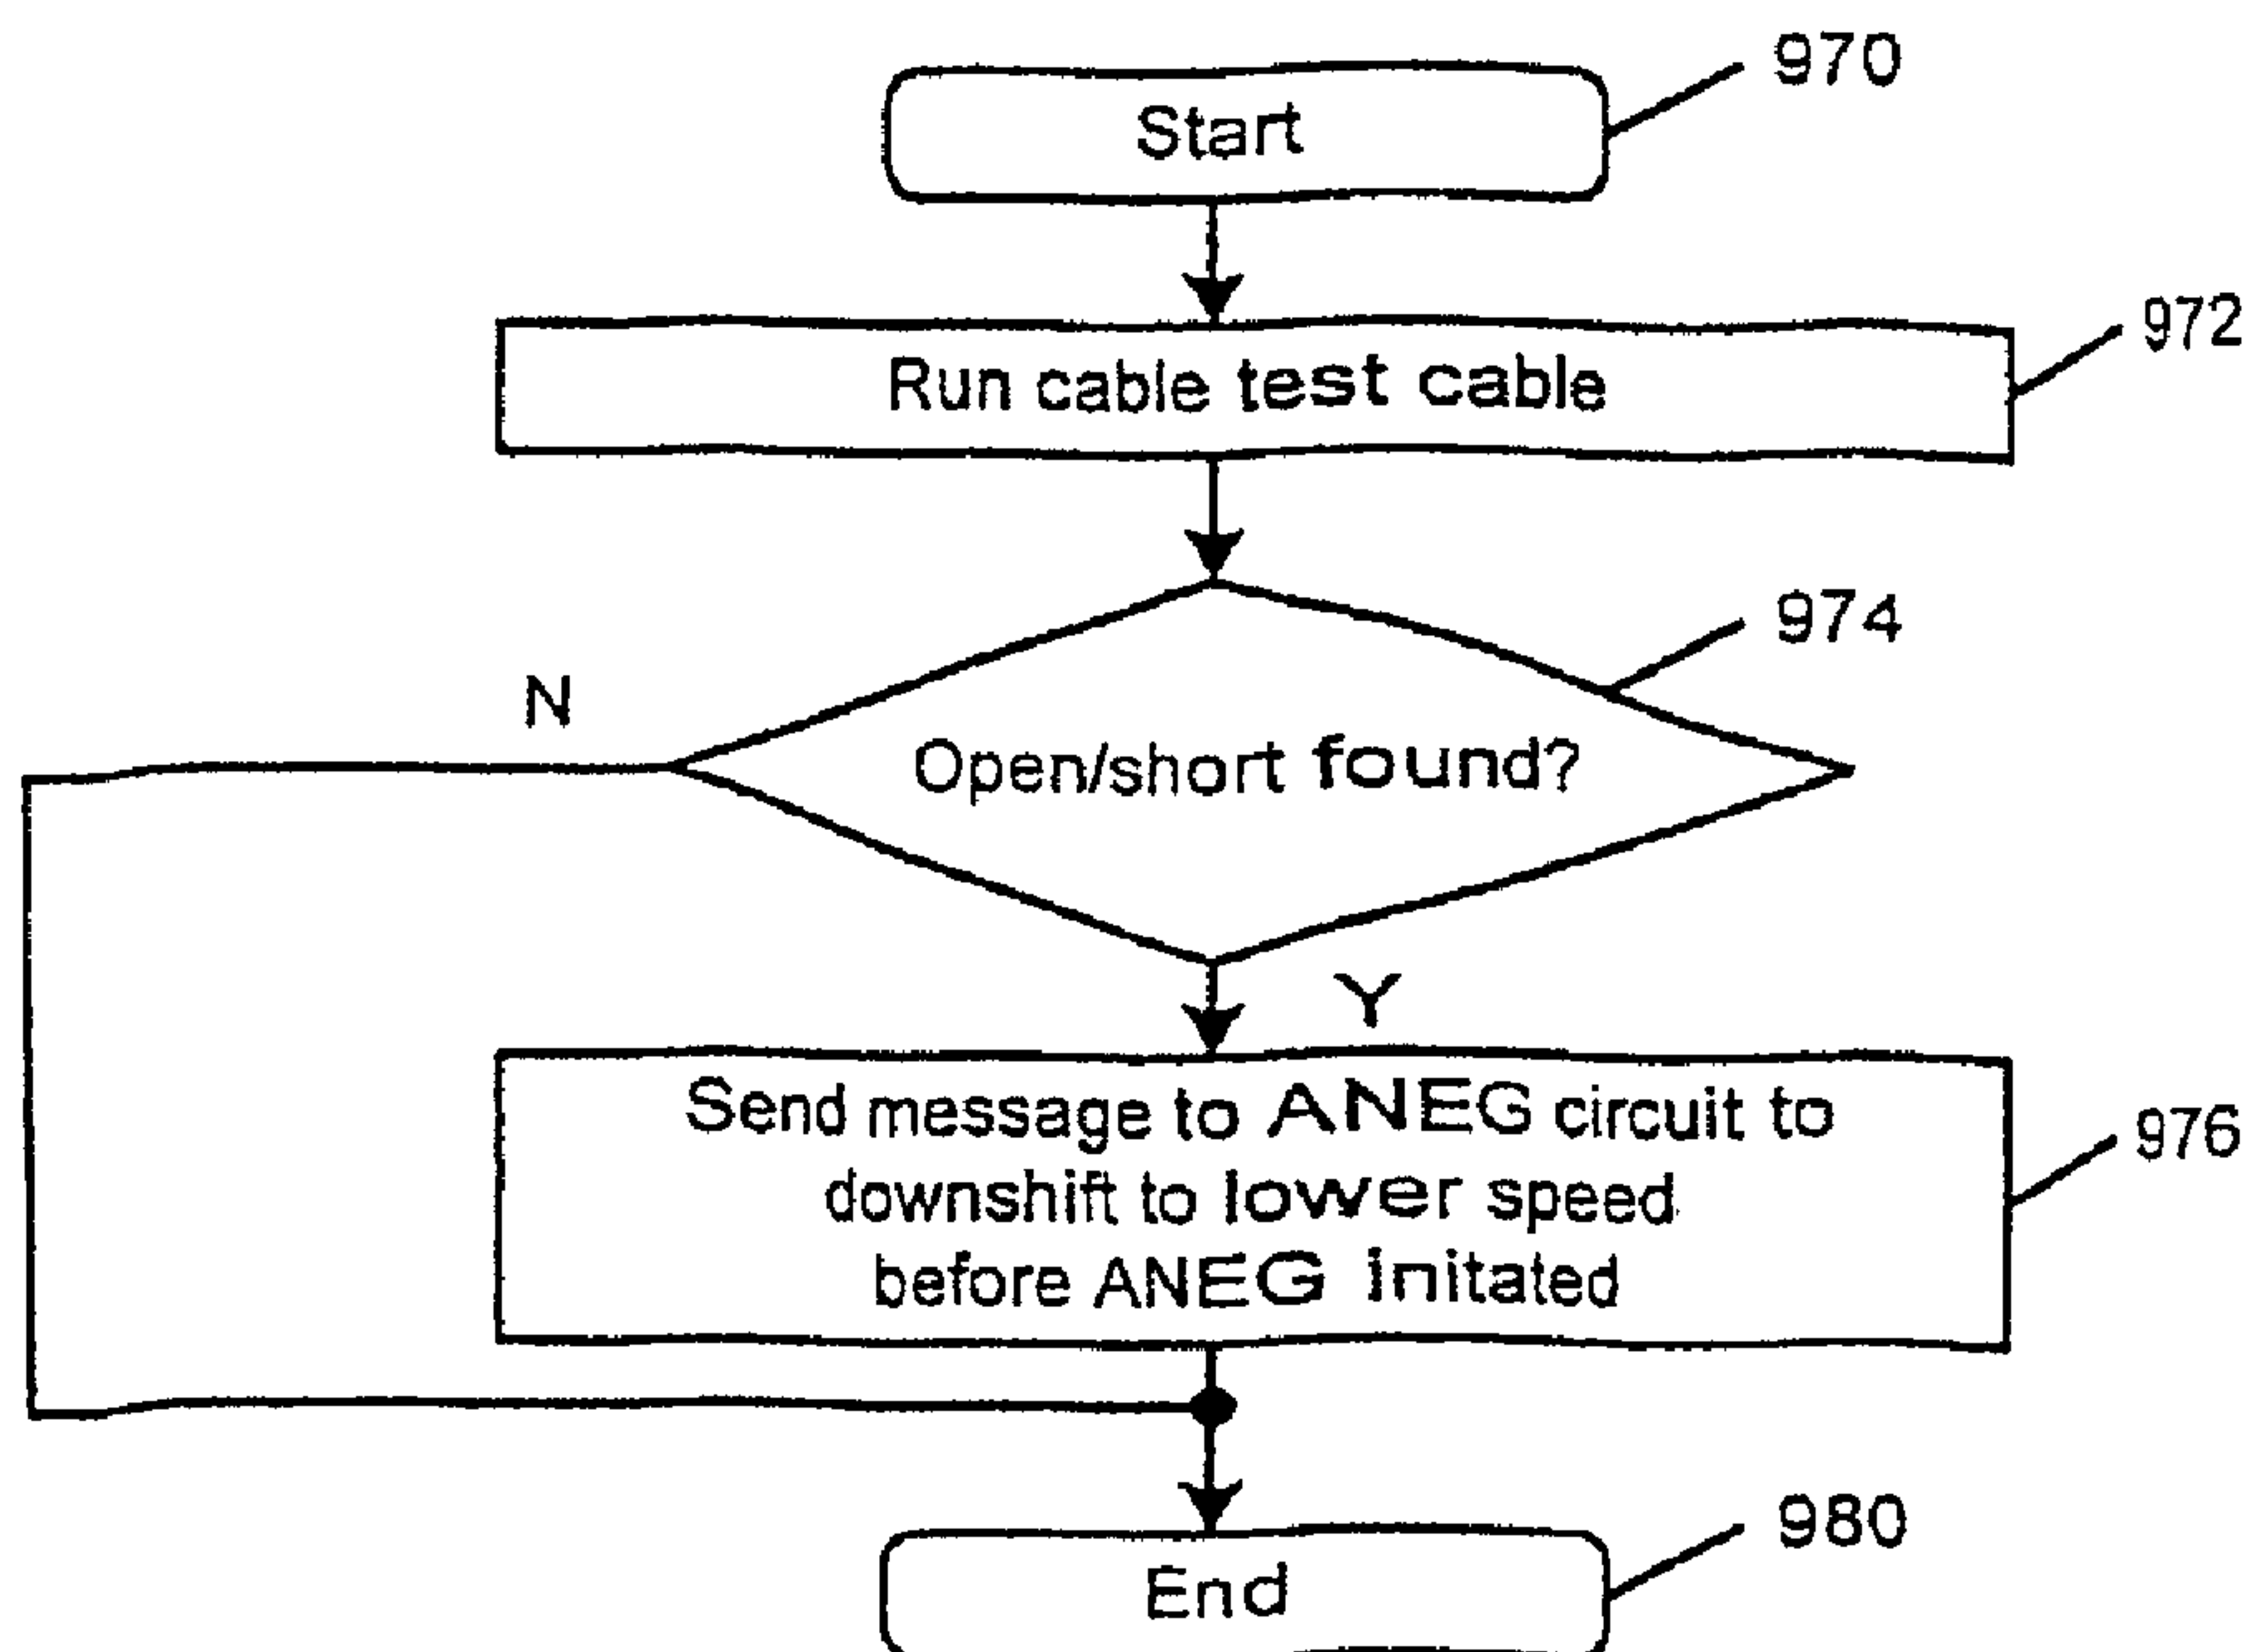 970
Start
972
Run cable test cable
974
N
Open/short found?
Y
Send message to ANEG circuit to
downshift to lower speed
before ANEG initated
976
980
End